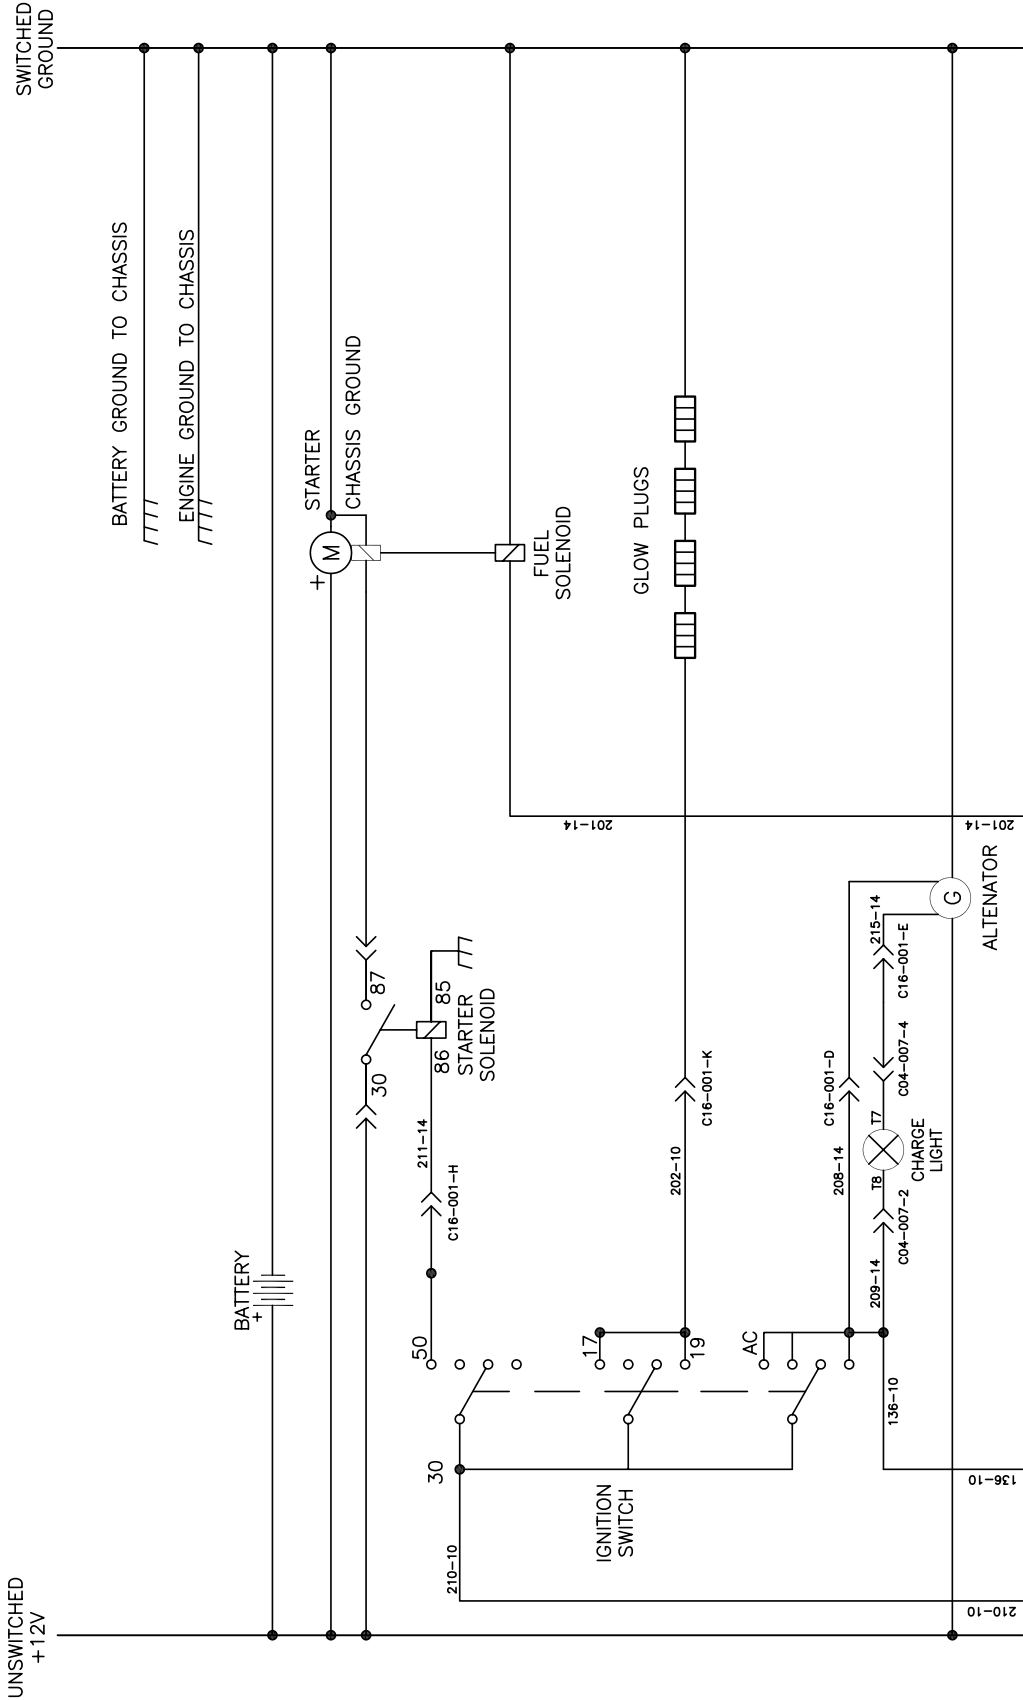 SWITCHED
GROUND
BATTERY GROUND TO CHASSIS
ENGINE GROUND TO CHASSIS
STARTER
CHASSIS GROUND
+
M
FUEL
SOLENOID
GLOW PLUGS
201-14
201-14
ALTENATOR
G
215-14
C16-001-E
87
85
STARTER
SOLENOID
86
30
211-14
C16-001-H
C16-001-K
202-10
C16-001-D
208-14
C04-007-4
T7
CHARGE
LIGHT
T8
C04-007-2
209-14
BATTERY
+
50
17
19
AC
136-10
136-10
30
IGNITION
SWITCH
210-10
210-10
UNSWITCHED
+12V